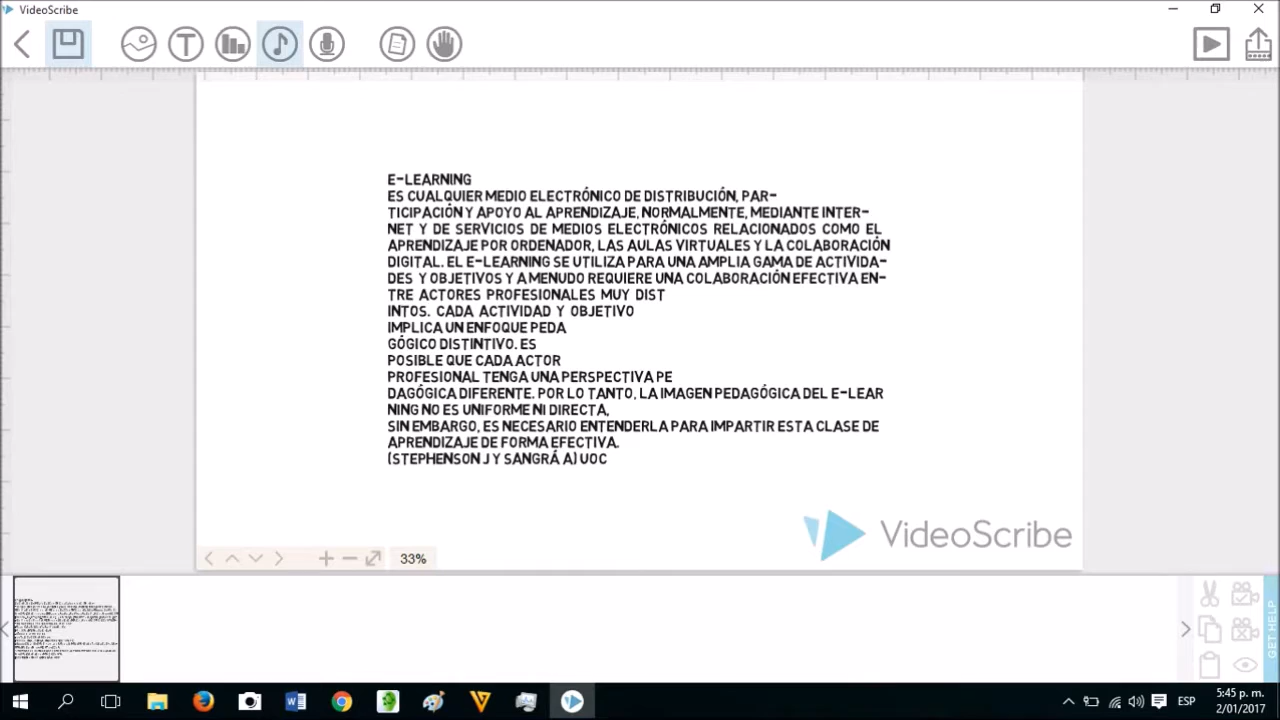 VideoScribe
E-LEARNING
ES CUALQUIER MEDIO ELECTRÓNICO DE DISTRIBUCIÓN, PAR-
TICIPACIÓN Y APOYO AL APRENDIZAJE, NORMALMENTE, MEDIANTE INTER-
NET Y DE SERVICIOS DE MEDIOS ELECTRÓNICOS RELACIONADOS COMO EL
APRENDIZAJE POR ORDENADOR, LAS AULAS VIRTUALES Y LA COLABORACIÓN
DIGITAL. EL E-LEARNING SE UTILIZA PARA UNA AMPLIA GAMA DE ACTIVIDA-
DES Y OBJETIVOS Y A MENUDO REQUIERE UNA COLABORACIÓN EFECTIVA EN-
TRE ACTORES PROFESIONALES MUY DIST
INTOS. CADA ACTIVIDAD Y OBJETIVO
IMPLICA UN ENFOQUE PEDA
GÓGICO DISTINTIVO. ES
POSIBLE QUE CADA ACTOR
PROFESIONAL TENGA UNA PERSPECTIVA PE
DAGÓGICA DIFERENTE. POR LO TANTO, LA IMAGEN PEDAGÓGICA DEL E-LEAR
NING NO ES UNIFORME NI DIRECTA,
SIN EMBARGO, ES NECESARIO ENTENDERLA PARA IMPARTIR ESTA CLASE DE
APRENDIZAJE DE FORMA EFECTIVA.
(STEPHENSON J Y SANGRÁ A) UOC
VideoScribe
33%
GET HELP
ESP
5:45 p. m.
2/01/2017